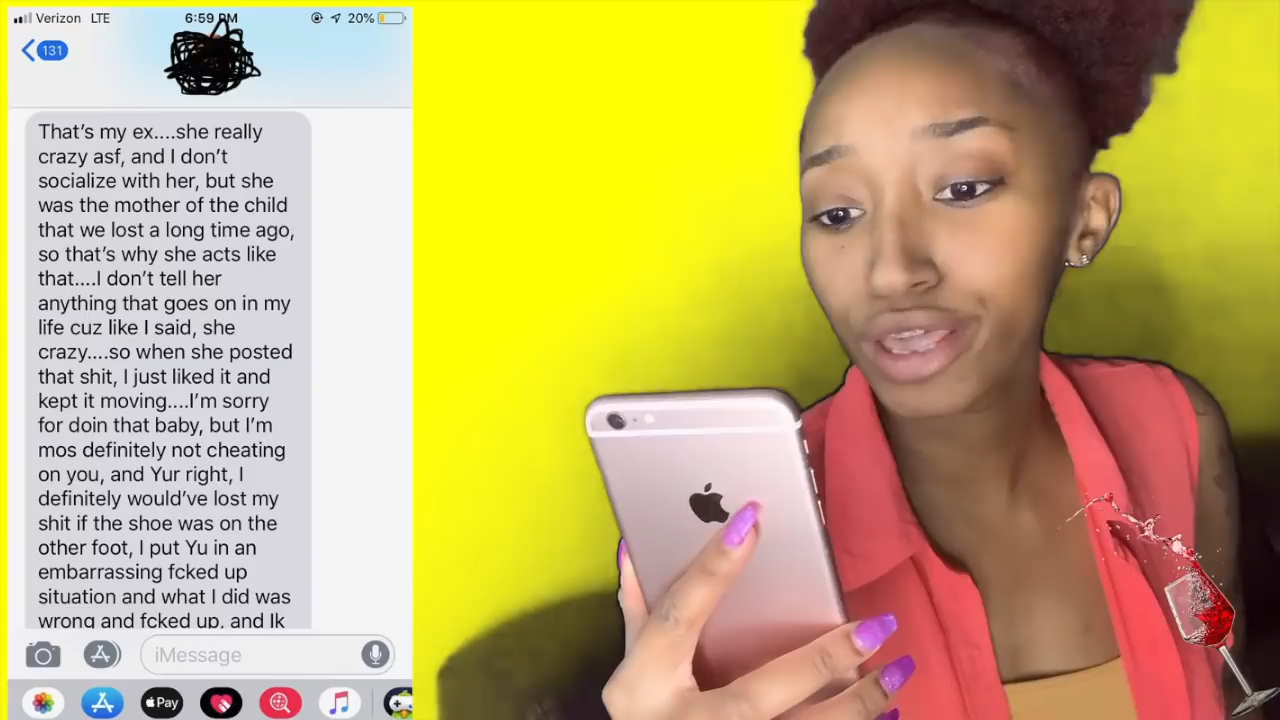 Verizon LTE 6:59 PM 20%
131
That's my ex....she really
crazy asf, and I don't
socialize with her, but she
was the mother of the child
that we lost a long time ago,
so that's why she acts like
that....I don't tell her
anything that goes on in my
life cuz like I said, she
crazy....so when she posted
that shit, I just liked it and
kept it moving....I'm sorry
for doin that baby, but I'm
mos definitely not cheating
on you, and Yur right, I
definitely would've lost my
shit if the shoe was on the
other foot, I put Yu in an
embarrassing fcked up
situation and what I did was
wrong and fcked up, and Ik
iMessage
Pay